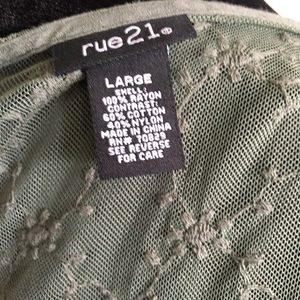 rue21®
LARGE
SHELL:
100% RAYON
CONTRAST:
60% COTTON
40% NYLON
MADE IN CHINA
RN# 70829
SEE REVERSE
FOR CARE